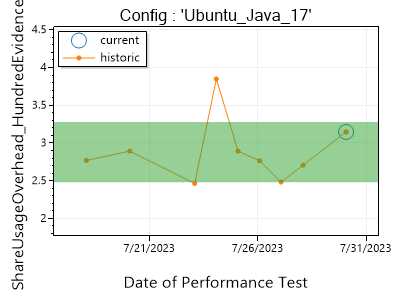 Config : 'Ubuntu_Java_17'
ShareUsageOverhead_HundredEvidence
current
historic
4.5
4
3.5
3
2.5
2
7/21/2023
7/26/2023
7/31/2023
Date of Performance Test